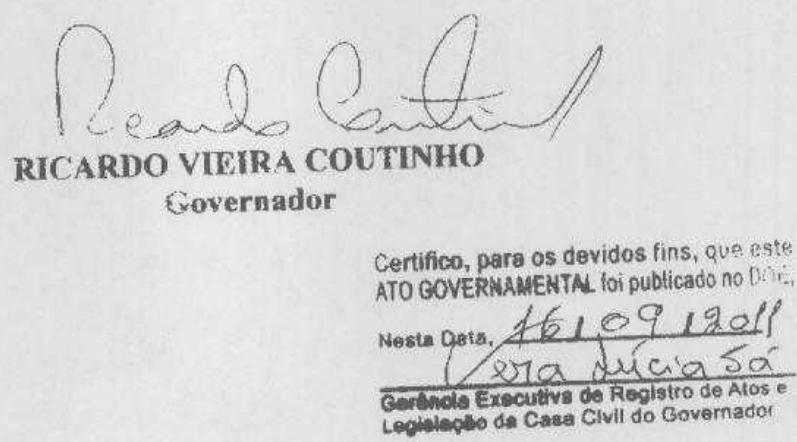 Ricardo Coutinho
RICARDO VIEIRA COUTINHO
Governador
Certifico, para os devidos fins, que este
ATO GOVERNAMENTAL foi publicado no DOE,
Nesta Data, 16/09/2011
Vera Lúcia Sá
Gerência Executiva de Registro de Atos e
Legislação da Casa Civil do Governador